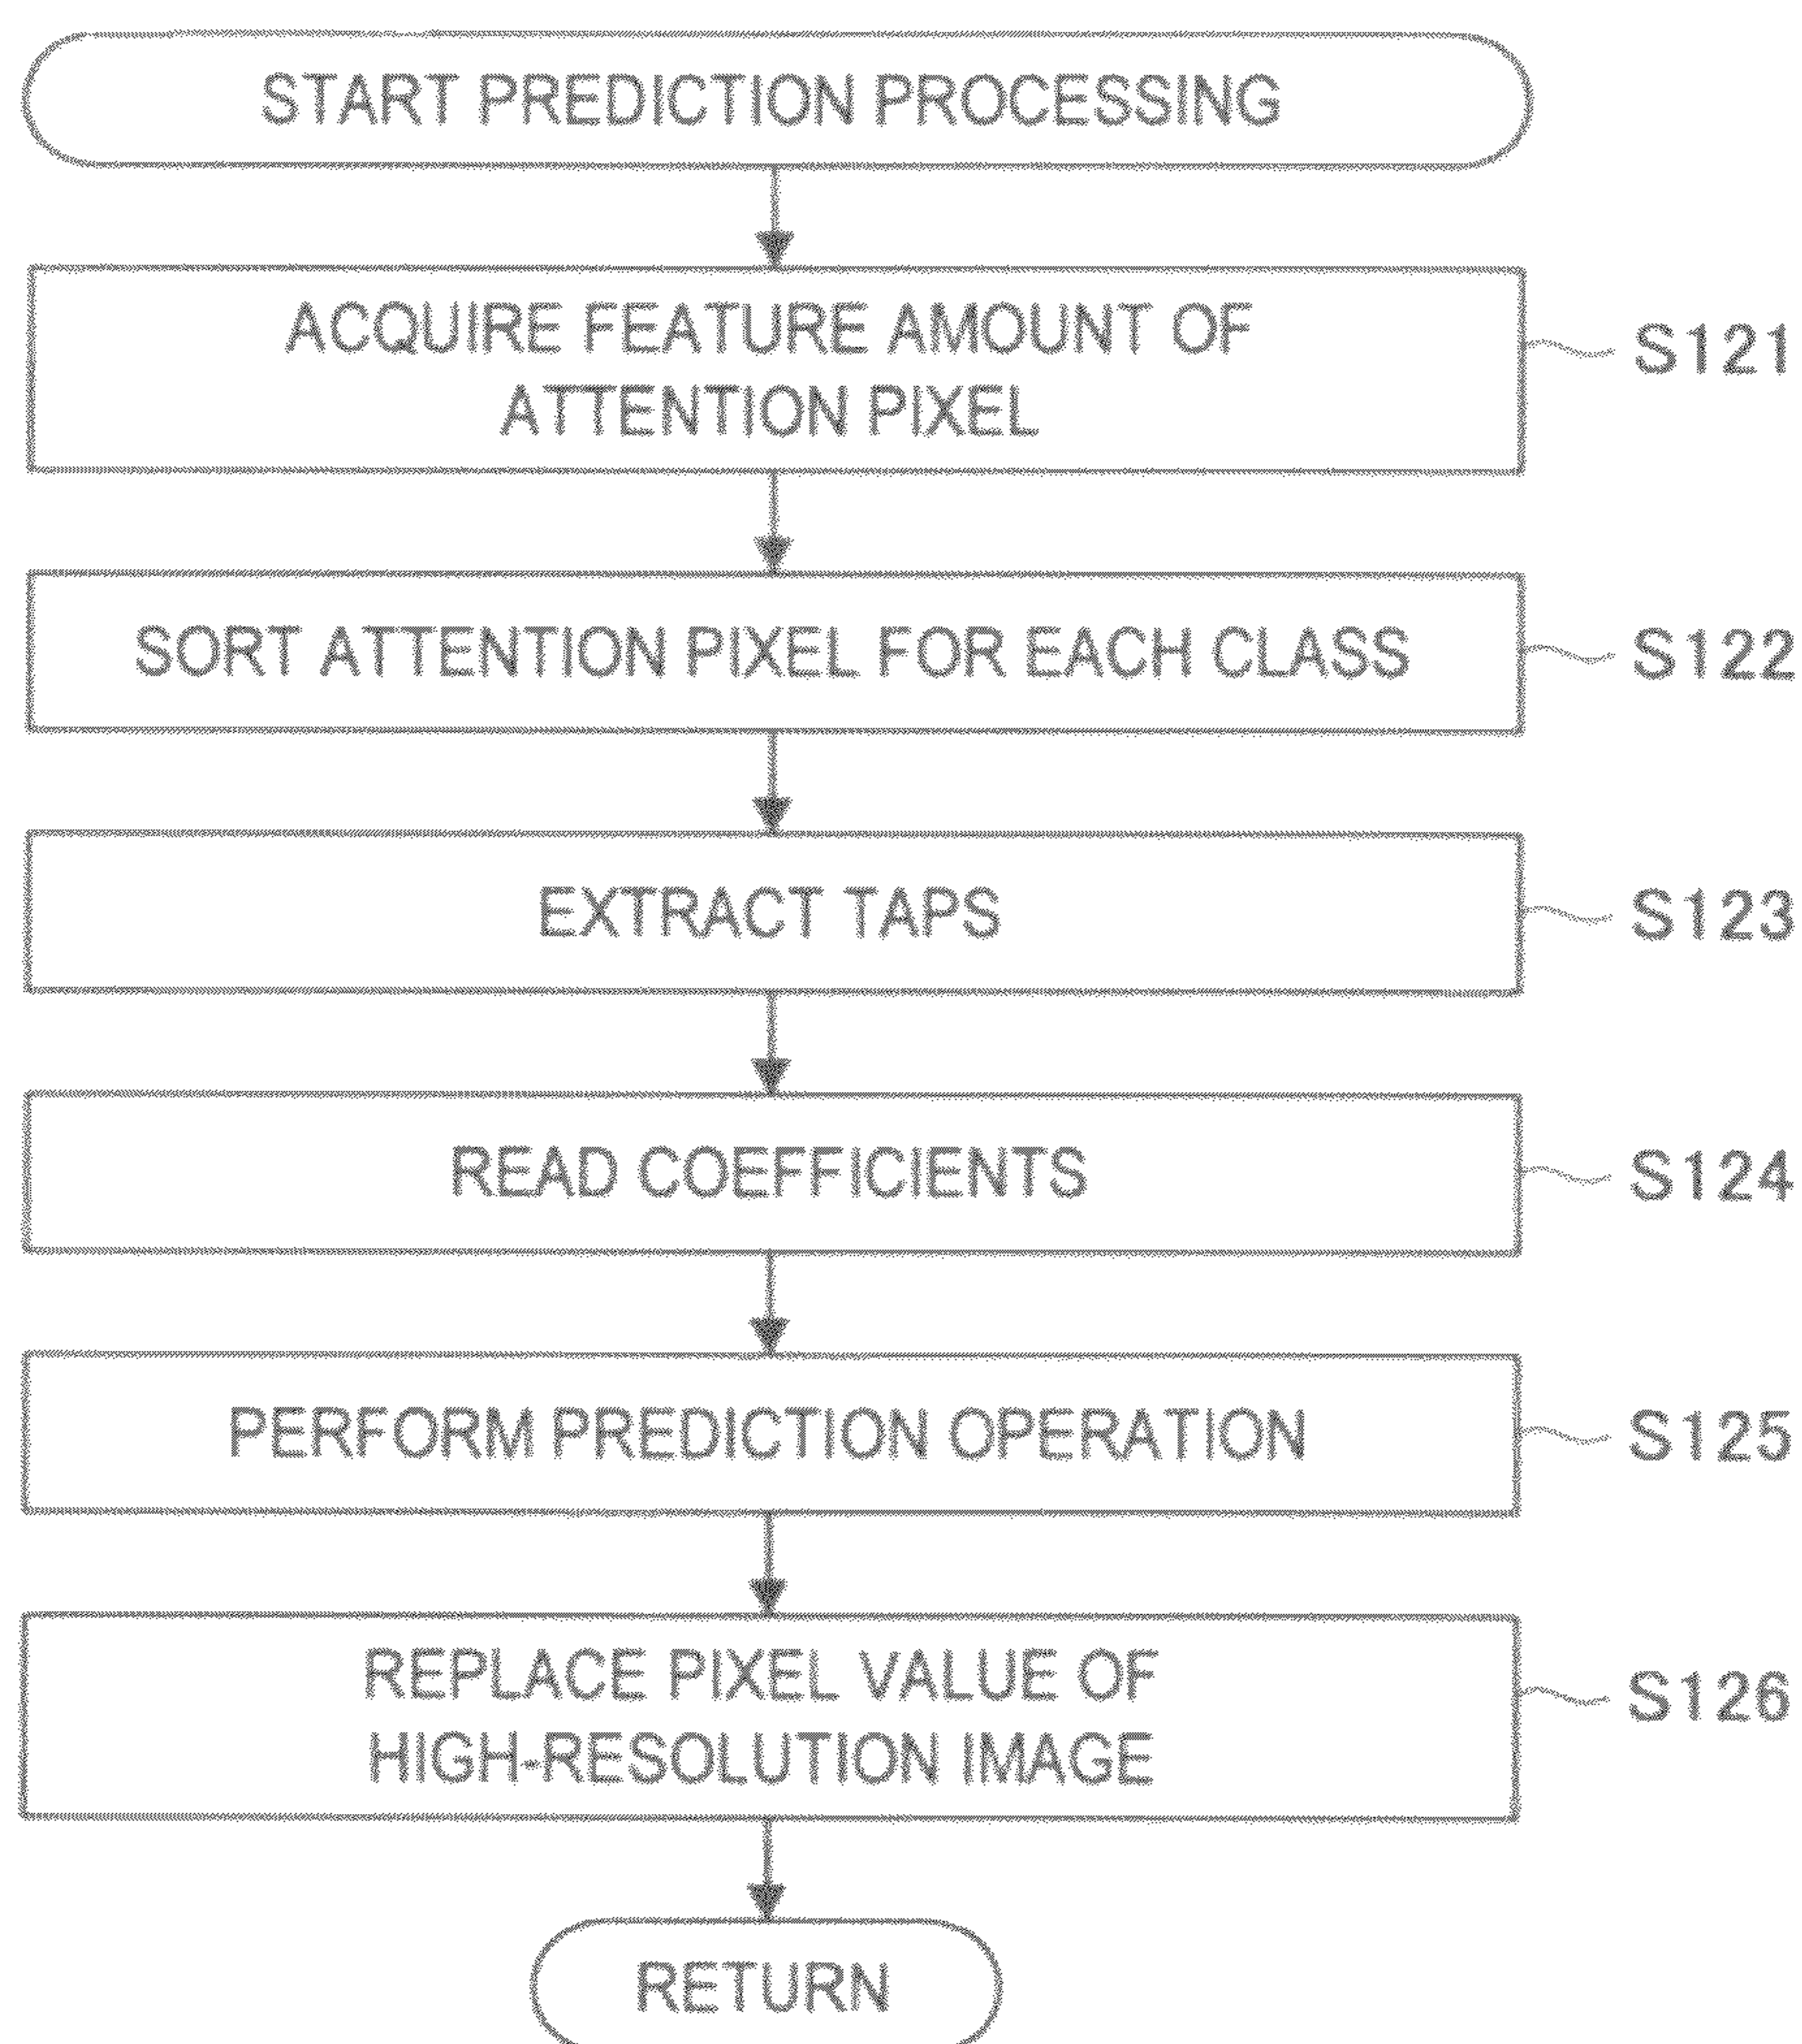 START PREDICTION PROCESSING
ACQUIRE FEATURE AMOUNT OF
ATTENTION PIXEL
S121
SORT ATTENTION PIXEL FOR EACH CLASS
S122
EXTRACT TAPS
S123
READ COEFFICIENTS
S124
PERFORM PREDICTION OPERATION
S125
REPLACE PIXEL VALUE OF
HIGH-RESOLUTION IMAGE
S126
RETURN